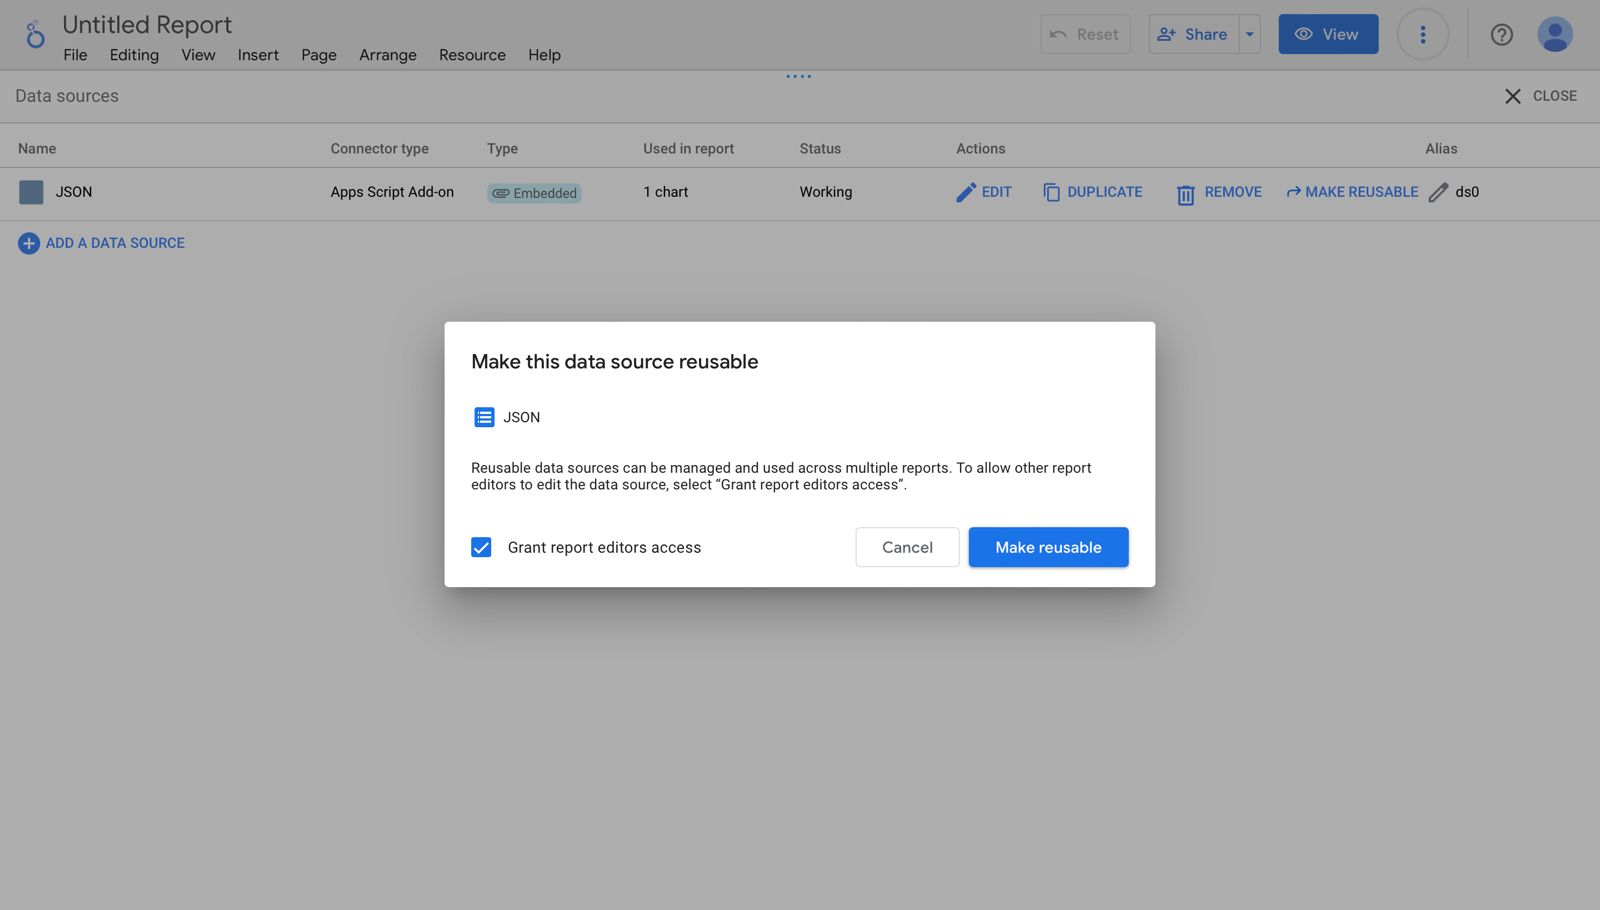 Untitled Report
File Editing View Insert Page Arrange Resource Help
Reset
Share
View
Data sources
CLOSE
Name Connector type Type Used in report Status Actions Alias
JSON Apps Script Add-on Embedded 1 chart Working EDIT DUPLICATE REMOVE MAKE REUSABLE ds0
ADD A DATA SOURCE
Make this data source reusable
JSON
Reusable data sources can be managed and used across multiple reports. To allow other report
editors to edit the data source, select “Grant report editors access”.
Grant report editors access
Cancel
Make reusable